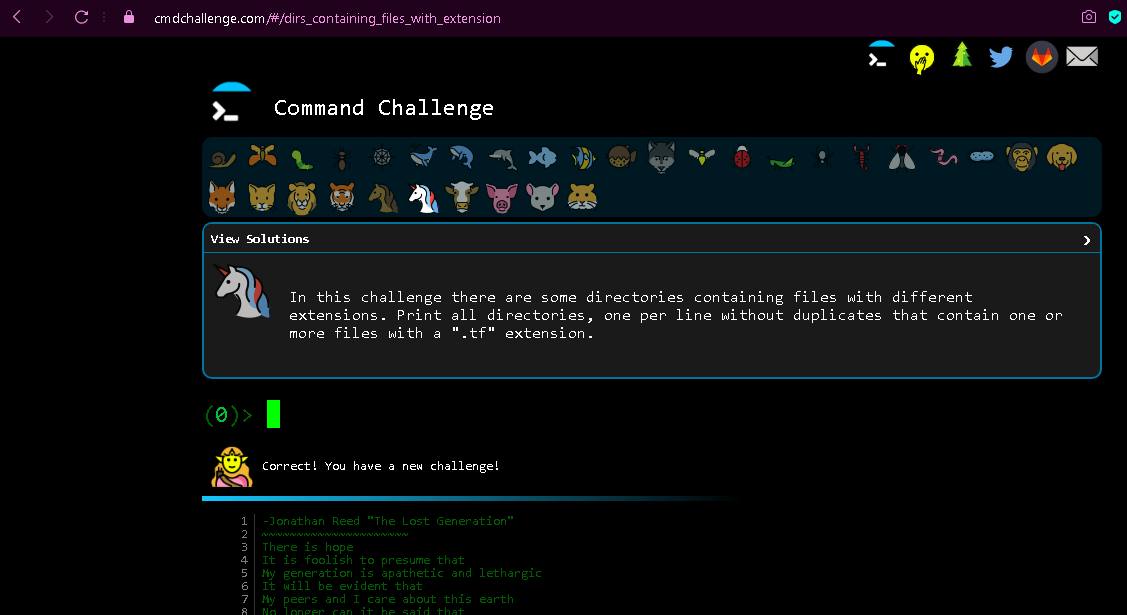 cmdchallenge.com/#/dirs_containing_files_with_extension
Command Challenge
View Solutions
In this challenge there are some directories containing files with different
extensions. Print all directories, one per line without duplicates that contain one or
more files with a ".tf" extension.
(0)>
Correct! You have a new challenge!
1 -Jonathan Reed "The Lost Generation"
2 ~~~~~~~~~~~~~~~~~~~~~
3 There is hope
4 It is foolish to presume that
5 My generation is apathetic and lethargic
6 It will be evident that
7 My peers and I care about this earth
8 No longer can it be said that